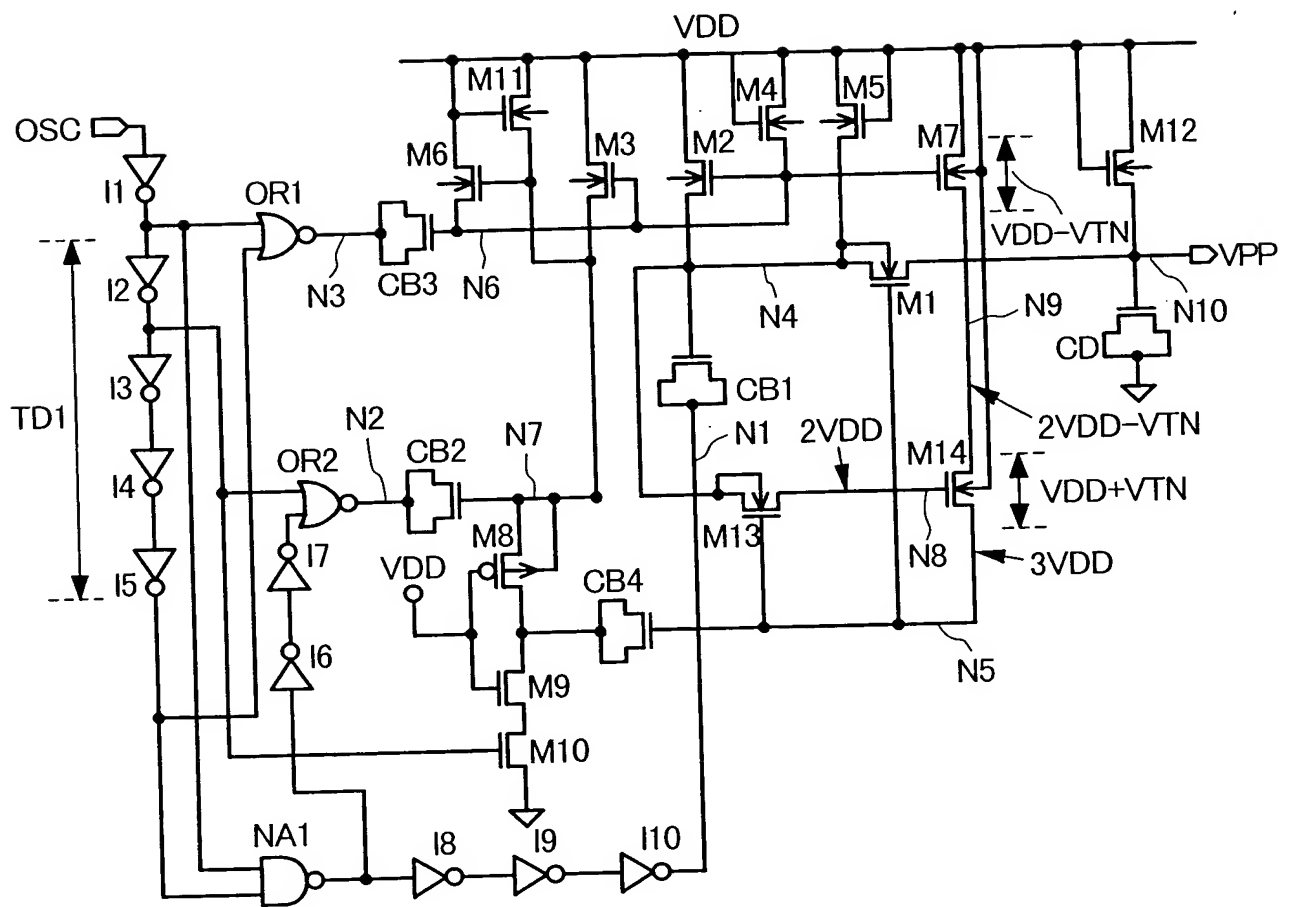 VDD
M11
M4
M5
OSC
M7
M12
M6
M3
M2
I1
OR1
VDD-VTN
VPP
I2
N3
CB3
N6
N4
M1
N10
N9
CD
I3
CB1
TD1
N2
N7
N1
2VDD
2VDD-VTN
OR2
CB2
M14
I4
VDD+VTN
M13
N8
I7
M8
VDD
I5
CB4
3VDD
I6
M9
N5
M10
NA1
I8
I9
I10